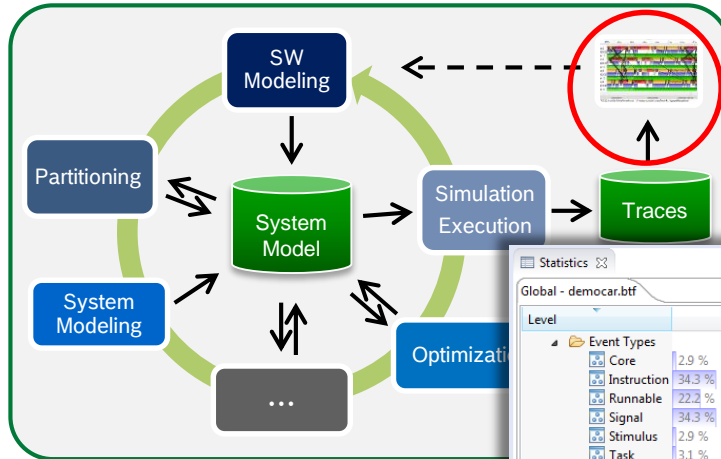 SW
Modeling
Partitioning
System
Model
Simulation
Execution
Traces
System
Modeling
Optimizatio
...
Statistics
Global - democar.btf
Level
Event Types
Core 2.9 %
Instruction 34.3 %
Runnable 22.2 %
Signal 34.3 %
Stimulus 2.9 %
Task 3.1 %